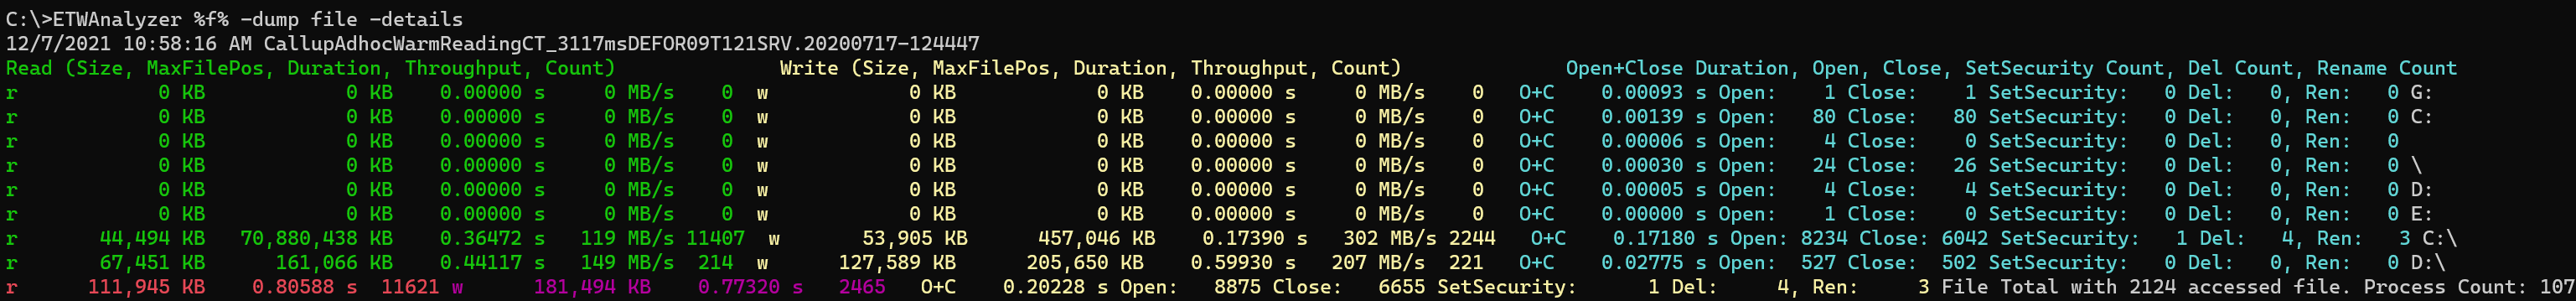 C:\>ETWAnalyzer %f% -dump file -details
12/7/2021 10:58:16 AM CallupAdhocWarmReadingCT_3117msDEFOR09T121SRV.20200717-124447
Read (Size, MaxFilePos, Duration, Throughput, Count) Write (Size, MaxFilePos, Duration, Throughput, Count) Open+Close Duration, Open, Close, SetSecurity Count, Del Count, Rename Count
r 0 KB 0 KB 0.00000 s 0 MB/s 0 w 0 KB 0 KB 0.00000 s 0 MB/s 0 O+C 0.00093 s Open: 1 Close: 1 SetSecurity: 0 Del: 0, Ren: 0 G:
r 0 KB 0 KB 0.00000 s 0 MB/s 0 w 0 KB 0 KB 0.00000 s 0 MB/s 0 O+C 0.00139 s Open: 80 Close: 80 SetSecurity: 0 Del: 0, Ren: 0 C:
r 0 KB 0 KB 0.00000 s 0 MB/s 0 w 0 KB 0 KB 0.00000 s 0 MB/s 0 O+C 0.00006 s Open: 4 Close: 0 SetSecurity: 0 Del: 0, Ren: 0
r 0 KB 0 KB 0.00000 s 0 MB/s 0 w 0 KB 0 KB 0.00000 s 0 MB/s 0 O+C 0.00030 s Open: 24 Close: 26 SetSecurity: 0 Del: 0, Ren: 0 \
r 0 KB 0 KB 0.00000 s 0 MB/s 0 w 0 KB 0 KB 0.00000 s 0 MB/s 0 O+C 0.00005 s Open: 4 Close: 4 SetSecurity: 0 Del: 0, Ren: 0 D:
r 0 KB 0 KB 0.00000 s 0 MB/s 0 w 0 KB 0 KB 0.00000 s 0 MB/s 0 O+C 0.00000 s Open: 1 Close: 0 SetSecurity: 0 Del: 0, Ren: 0 E:
r 44,494 KB 70,880,438 KB 0.36472 s 119 MB/s 11407 w 53,905 KB 457,046 KB 0.17390 s 302 MB/s 2244 O+C 0.17180 s Open: 8234 Close: 6042 SetSecurity: 1 Del: 4, Ren: 3 C:\
r 67,451 KB 161,066 KB 0.44117 s 149 MB/s 214 w 127,589 KB 205,650 KB 0.59930 s 207 MB/s 221 O+C 0.02775 s Open: 527 Close: 502 SetSecurity: 0 Del: 0, Ren: 0 D:\
r 111,945 KB 0.80588 s 11621 w 181,494 KB 0.77320 s 2465 O+C 0.20228 s Open: 8875 Close: 6655 SetSecurity: 1 Del: 4, Ren: 3 File Total with 2124 accessed file. Process Count: 107